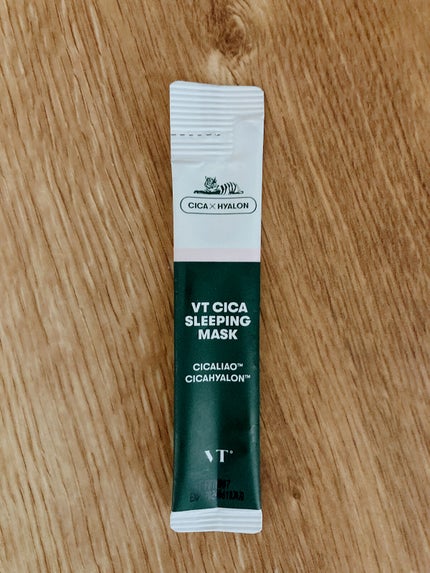 CICA × HYALON
VT CICA
SLEEPING
MASK
CICALIAO™
CICAHYALON™
VT